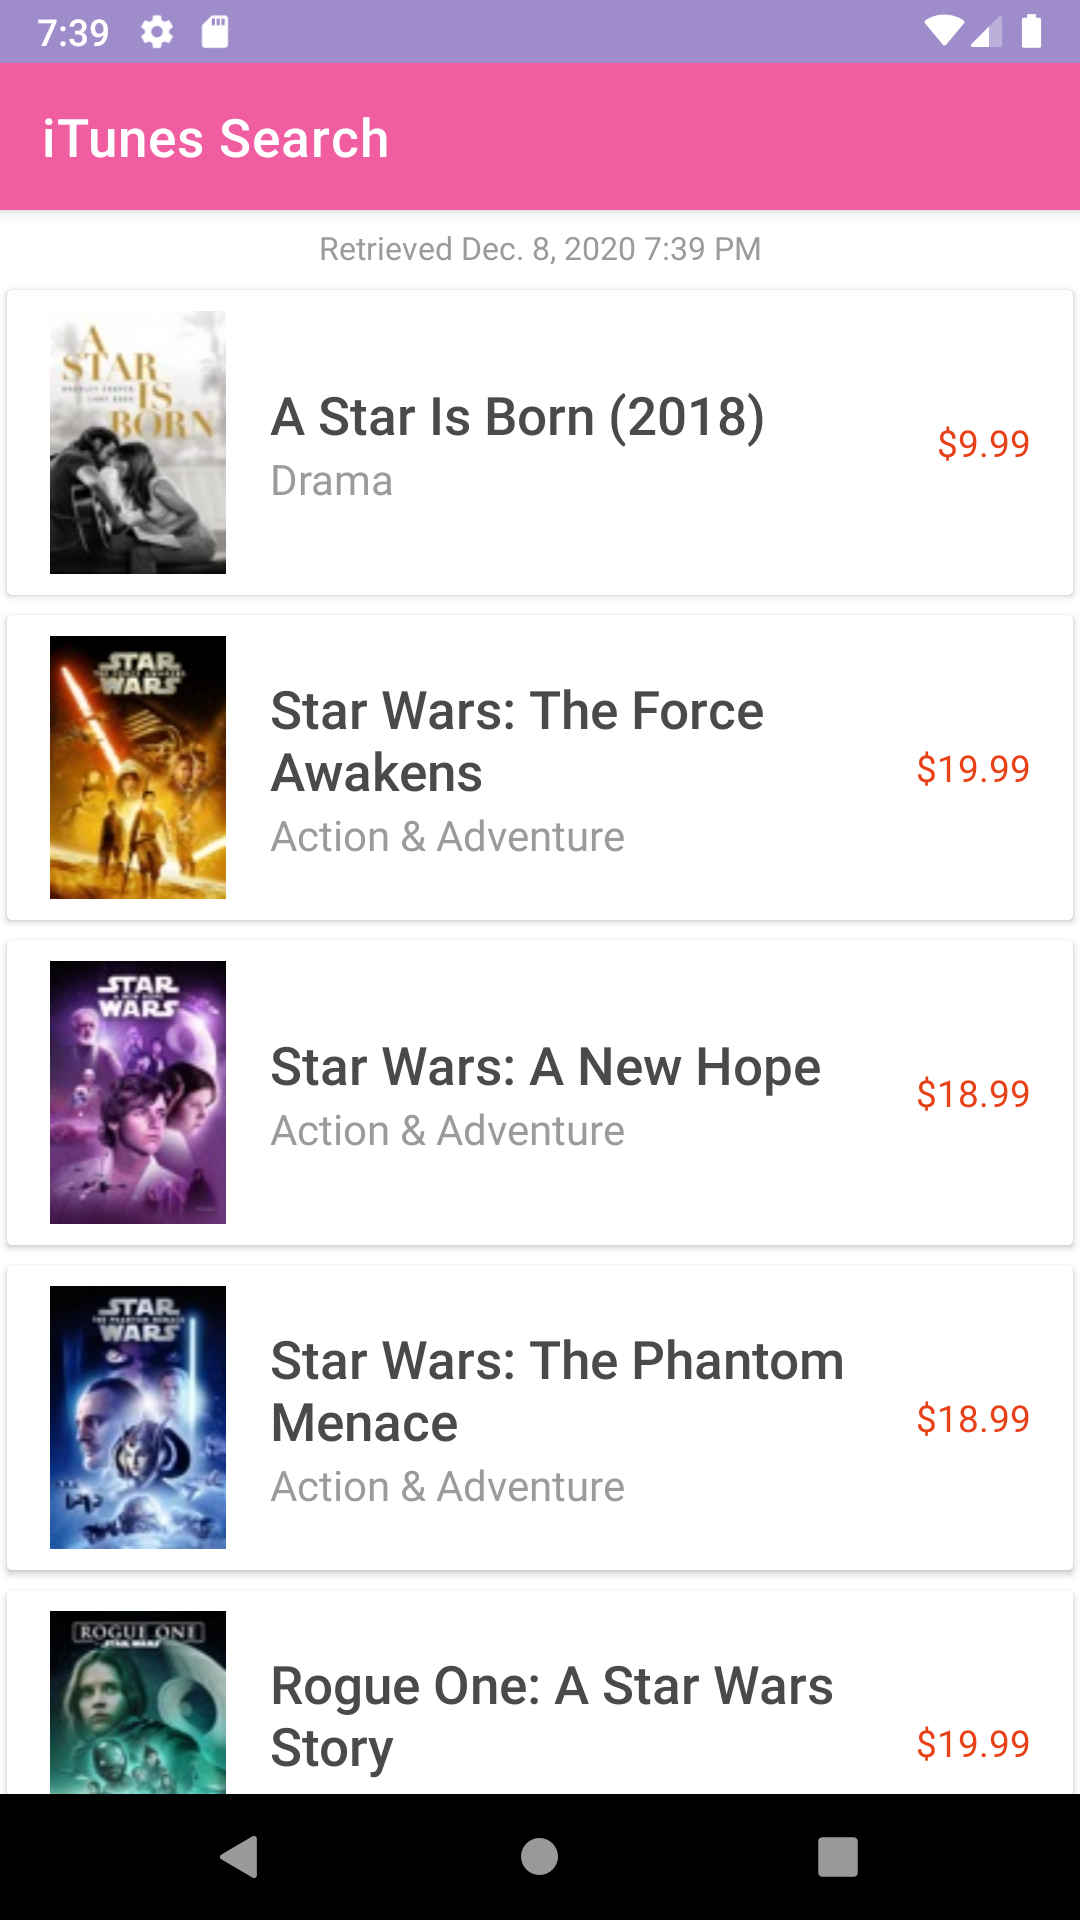 7:39
iTunes Search
Retrieved Dec. 8, 2020 7:39 PM
A
STAR
IS
BORN
A Star Is Born (2018)
Drama
$9.99
STAR
WARS
Star Wars: The Force
Awakens
Action & Adventure
$19.99
STAR
WARS
Star Wars: A New Hope
Action & Adventure
$18.99
STAR
WARS
Star Wars: The Phantom
Menace
Action & Adventure
$18.99
ROGUE ONE
Rogue One: A Star Wars
Story
$19.99